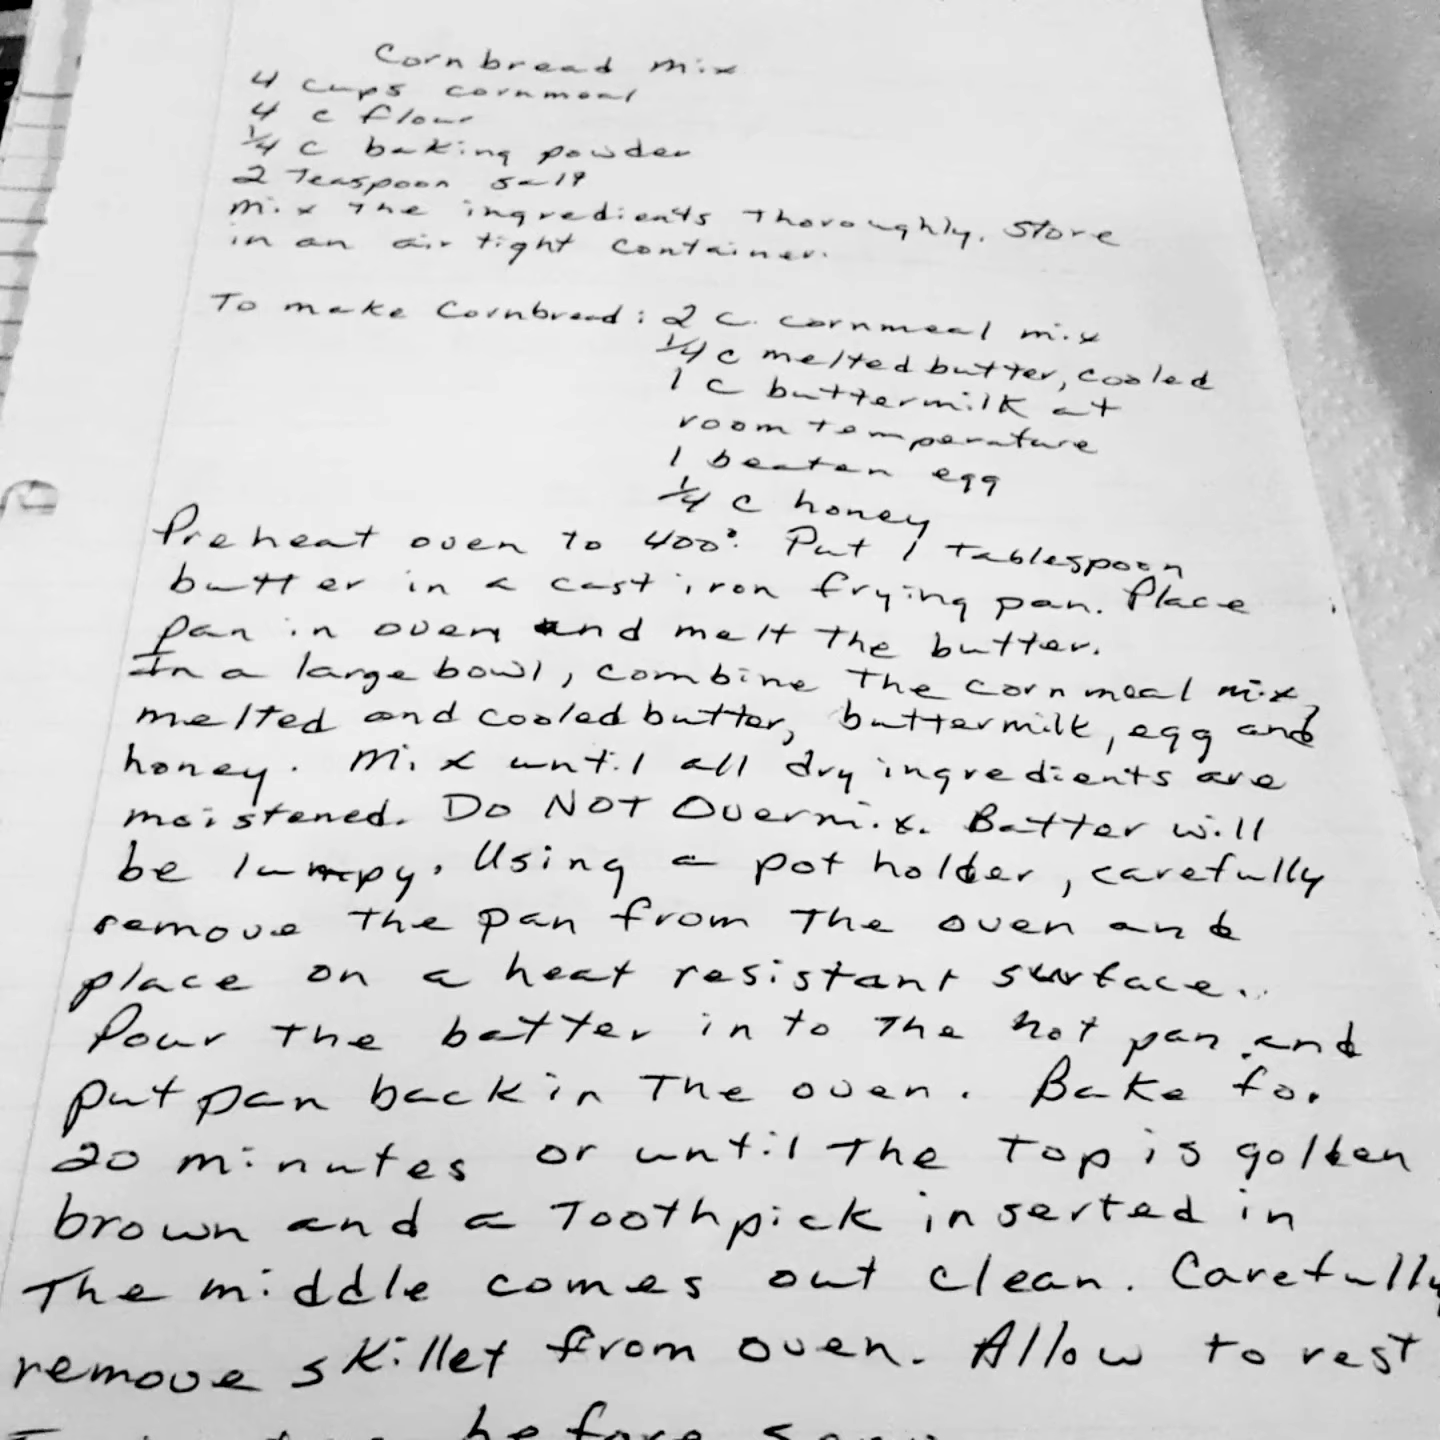 Cornbread Mix
4 cups cornmeal
4 c flour
1/4 c baking powder
2 Teaspoon salt
Mix The ingredients Thoroughly. Store
in an air tight container.
To make Cornbread: 2 c. cornmeal mix
1/4 c melted butter, cooled
1 c buttermilk at
room temperature
1 beaten egg
1/4 c honey
Preheat oven to 400°. Put 1 Tablespoon
butter in a cast iron frying pan. Place
pan in oven and melt the butter.
In a large bowl, combine The cornmeal mix,
melted and cooled butter, buttermilk, egg and
honey. Mix until all dry ingredients are
moistened. Do NOT Overmix. Batter will
be lumpy. Using a pot holder, carefully
remove the pan from The oven and
place on a heat resistant surface.
Pour the batter into The hot pan and
put pan back in The oven. Bake for
20 minutes or until The Top is golden
brown and a Toothpick inserted in
The middle comes out clean. Carefully
remove skillet from oven. Allow to rest
before